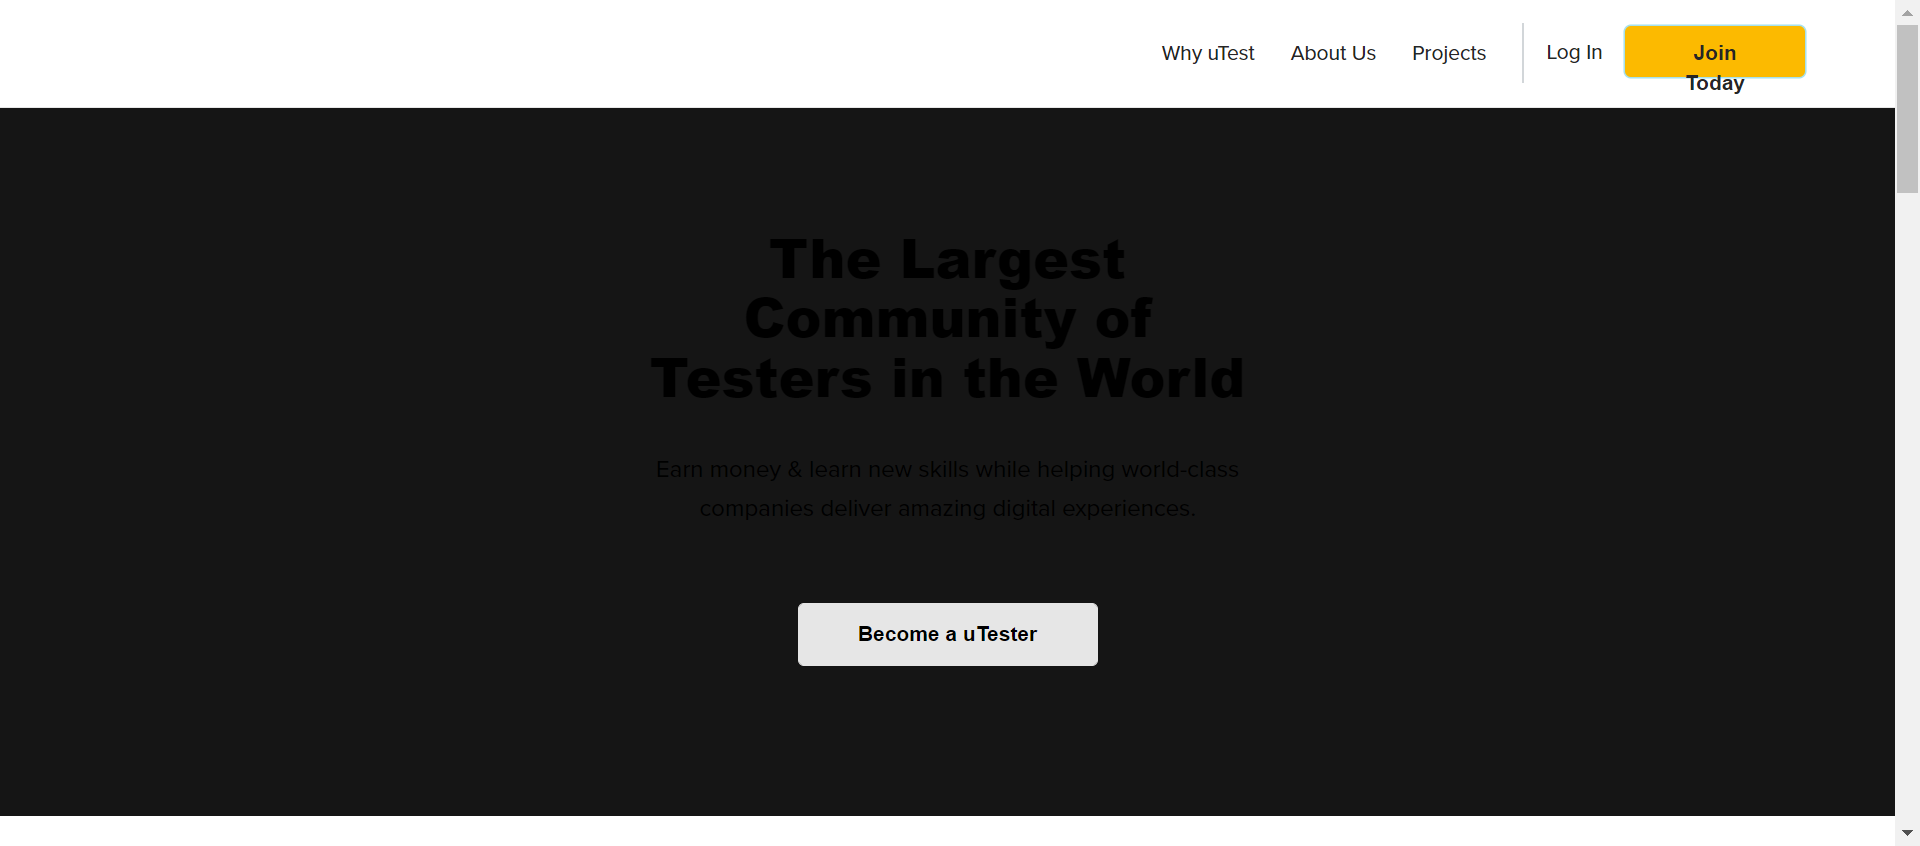 Why uTest About Us Projects Log In Join
Today
The Largest
Community of
Testers in the World
Earn money & learn new skills while helping world-class
companies deliver amazing digital experiences.
Become a uTester